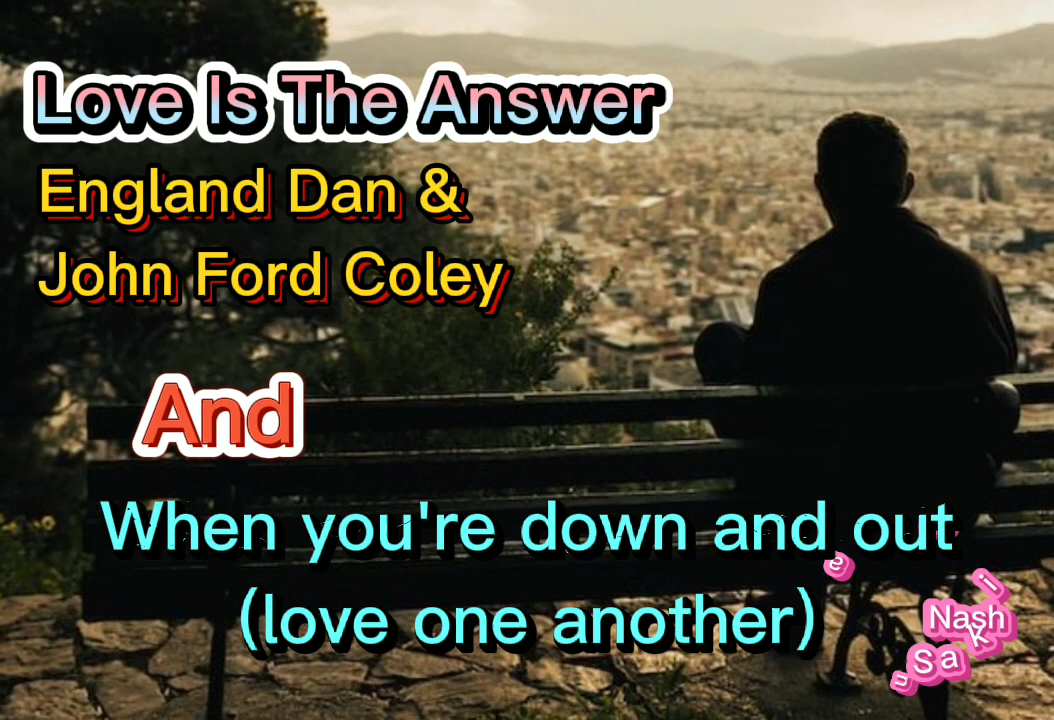 Love Is The Answer
England Dan &
John Ford Coley
And
When you're down and out
(love one another)
Nash